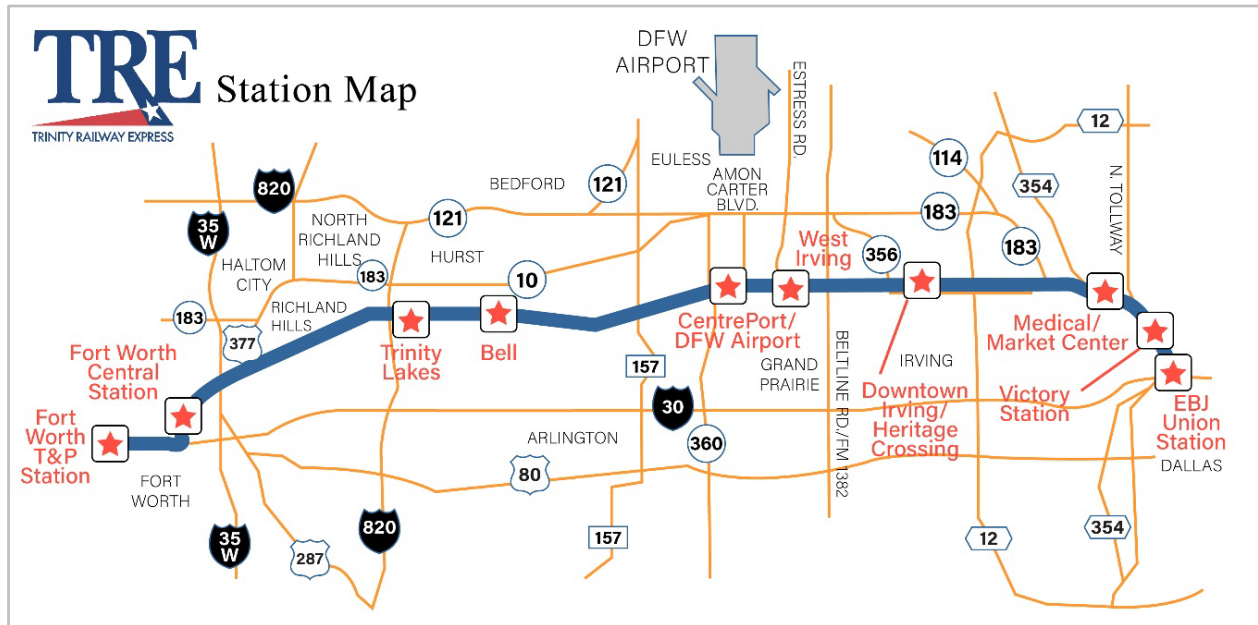 TRE
TRINITY RAILWAY EXPRESS
Station Map
DFW
AIRPORT
ESTRESS RD.
12
820
121
BEDFORD
EULESS
AMON
CARTER
BLVD.
114
354
N. TOLLWAY
35
W
NORTH
RICHLAND
HILLS
121
183
HALTOM
CITY
183
HURST
10
West
Irving
356
183
183
RICHLAND
HILLS
377
Fort Worth
Central
Station
Trinity
Lakes
Bell
CentrePort/
DFW Airport
Medical/
Market Center
157
GRAND
PRAIRIE
BELTLINE RD./FM 1382
IRVING
Downtown
Irving/
Heritage
Crossing
Victory
Station
EBJ
Union
Station
DALLAS
Fort
Worth
T&P
Station
30
ARLINGTON
360
FORT
WORTH
80
35
W
287
820
157
12
354